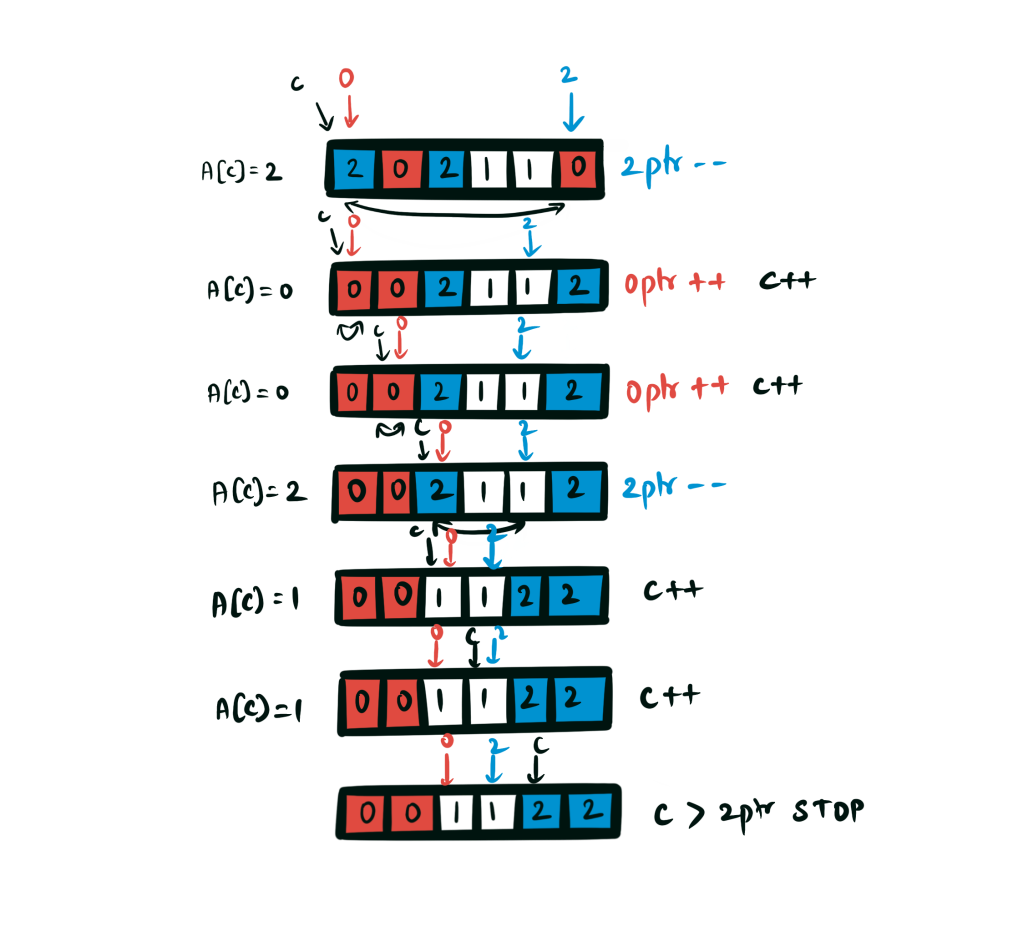 c 0 2
A[c]=2 2 0 2 1 1 0 2ptr --
c 0 2
A[c]=0 0 0 2 1 1 2 0ptr ++ c++
c 0 2
A[c]=0 0 0 2 1 1 2 0ptr ++ c++
c 0 2
A[c]=2 0 0 2 1 1 2 2ptr --
c 0 2
A[c]=1 0 0 1 1 2 2 c++
0 c 2
A[c]=1 0 0 1 1 2 2 c++
0 2 c
0 0 1 1 2 2 c > 2ptr STOP